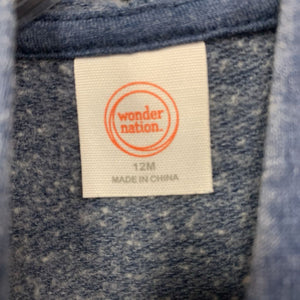 wonder
nation.
12M
MADE IN CHINA